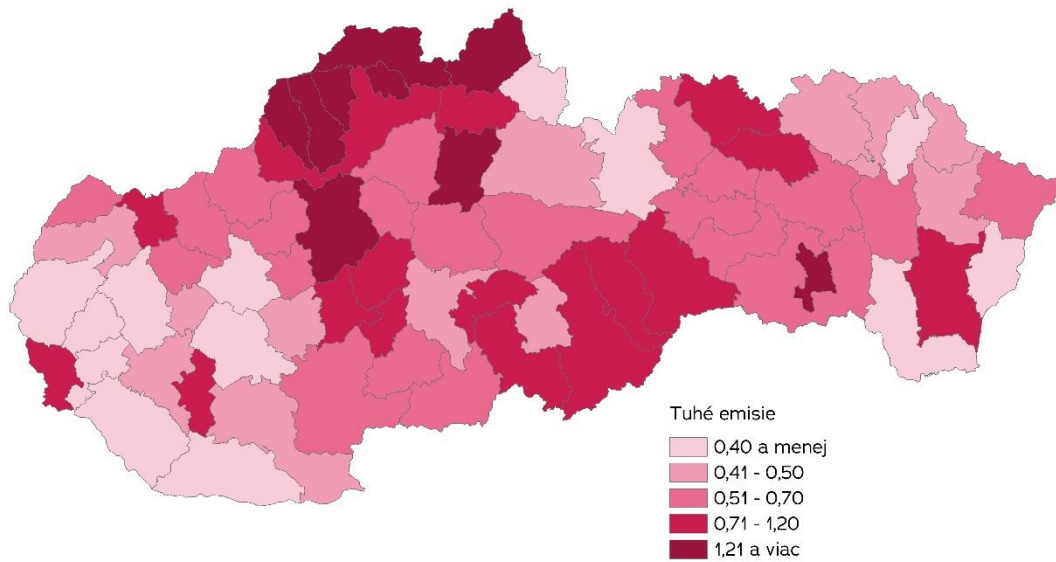 Tuhé emisie
0,40 a menej
0,41 - 0,50
0,51 - 0,70
0,71 - 1,20
1,21 a viac